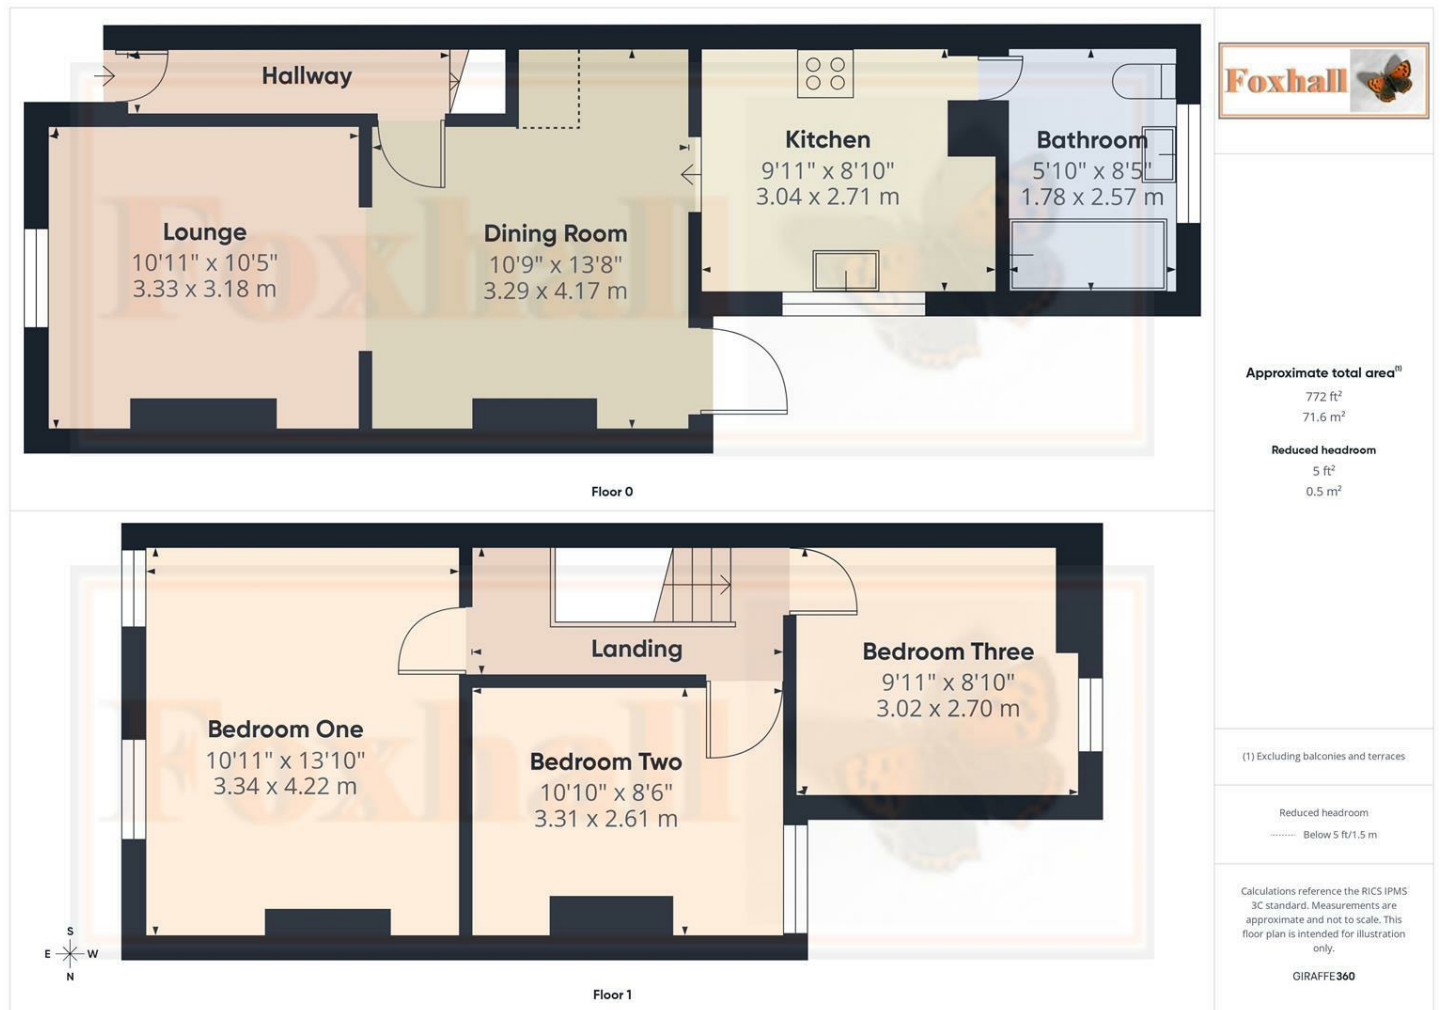 Hallway
Lounge
10'11" x 10'5"
3.33 x 3.18 m
Dining Room
10'9" x 13'8"
3.29 x 4.17 m
Kitchen
9'11" x 8'10"
3.04 x 2.71 m
Bathroom
5'10" x 8'5"
1.78 x 2.57 m
Foxhall
Floor 0
Landing
Bedroom One
10'11" x 13'10"
3.34 x 4.22 m
Bedroom Two
10'10" x 8'6"
3.31 x 2.61 m
Bedroom Three
9'11" x 8'10"
3.02 x 2.70 m
Foxhall
S
E W
N
Floor 1
Foxhall
Approximate total area(1)
772 ft²
71.6 m²
Reduced headroom
5 ft²
0.5 m²
(1) Excluding balconies and terraces
Reduced headroom
Below 5 ft/1.5 m
Calculations reference the RICS IPMS
3C standard. Measurements are
approximate and not to scale. This
floor plan is intended for illustration
only.
GIRAFFE360